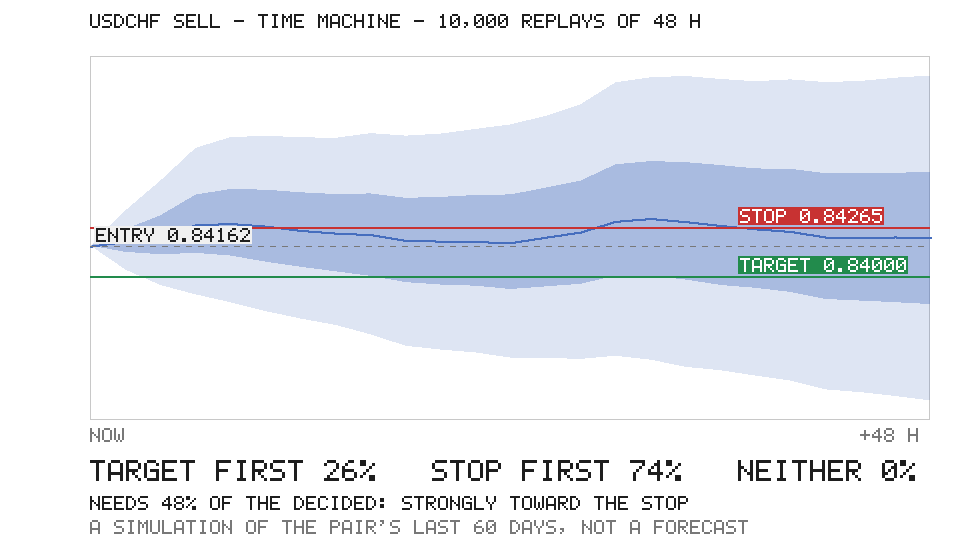 USDCHF SELL – TIME MACHINE – 10,000 REPLAYS OF 48 H
STOP 0.84265
ENTRY 0.84162
TARGET 0.84000
NOW +48 H
TARGET FIRST 26% STOP FIRST 74% NEITHER 0%
NEEDS 48% OF THE DECIDED: STRONGLY TOWARD THE STOP
A SIMULATION OF THE PAIR'S LAST 60 DAYS, NOT A FORECAST